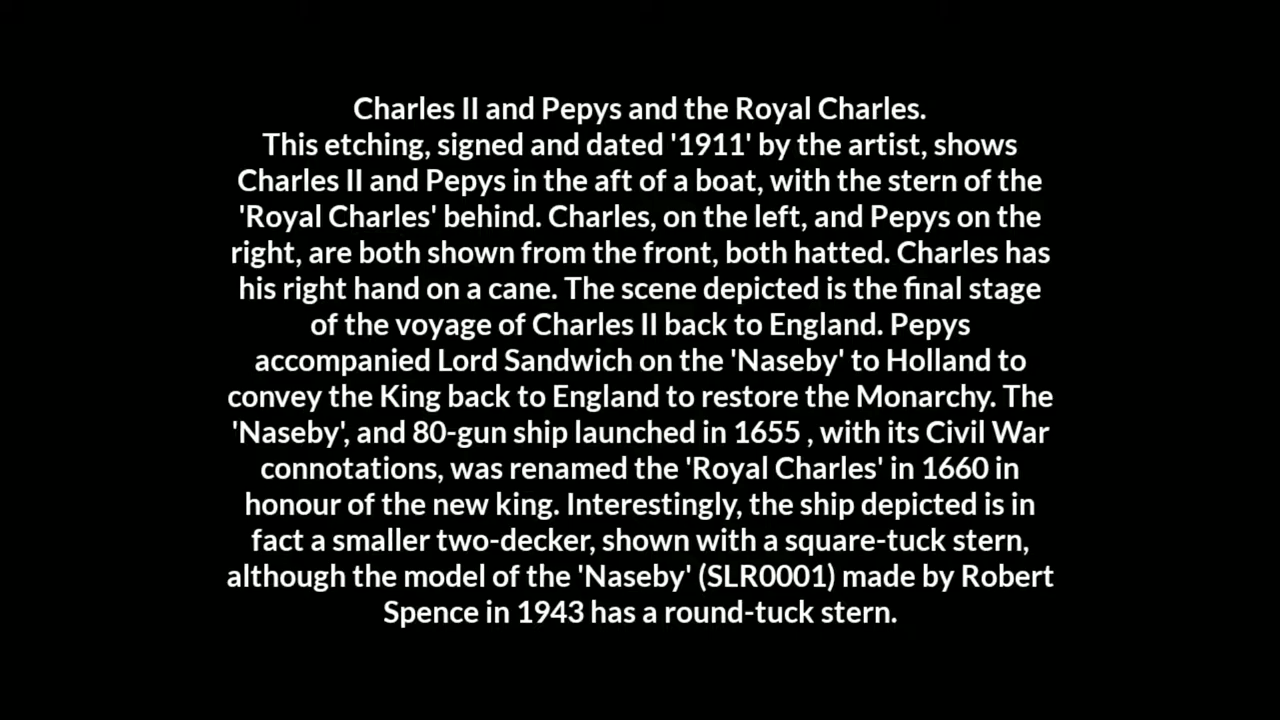 Charles II and Pepys and the Royal Charles.
This etching, signed and dated '1911' by the artist, shows
Charles II and Pepys in the aft of a boat, with the stern of the
'Royal Charles' behind. Charles, on the left, and Pepys on the
right, are both shown from the front, both hatted. Charles has
his right hand on a cane. The scene depicted is the final stage
of the voyage of Charles II back to England. Pepys
accompanied Lord Sandwich on the 'Naseby' to Holland to
convey the King back to England to restore the Monarchy. The
'Naseby', and 80-gun ship launched in 1655 , with its Civil War
connotations, was renamed the 'Royal Charles' in 1660 in
honour of the new king. Interestingly, the ship depicted is in
fact a smaller two-decker, shown with a square-tuck stern,
although the model of the 'Naseby' (SLR0001) made by Robert
Spence in 1943 has a round-tuck stern.